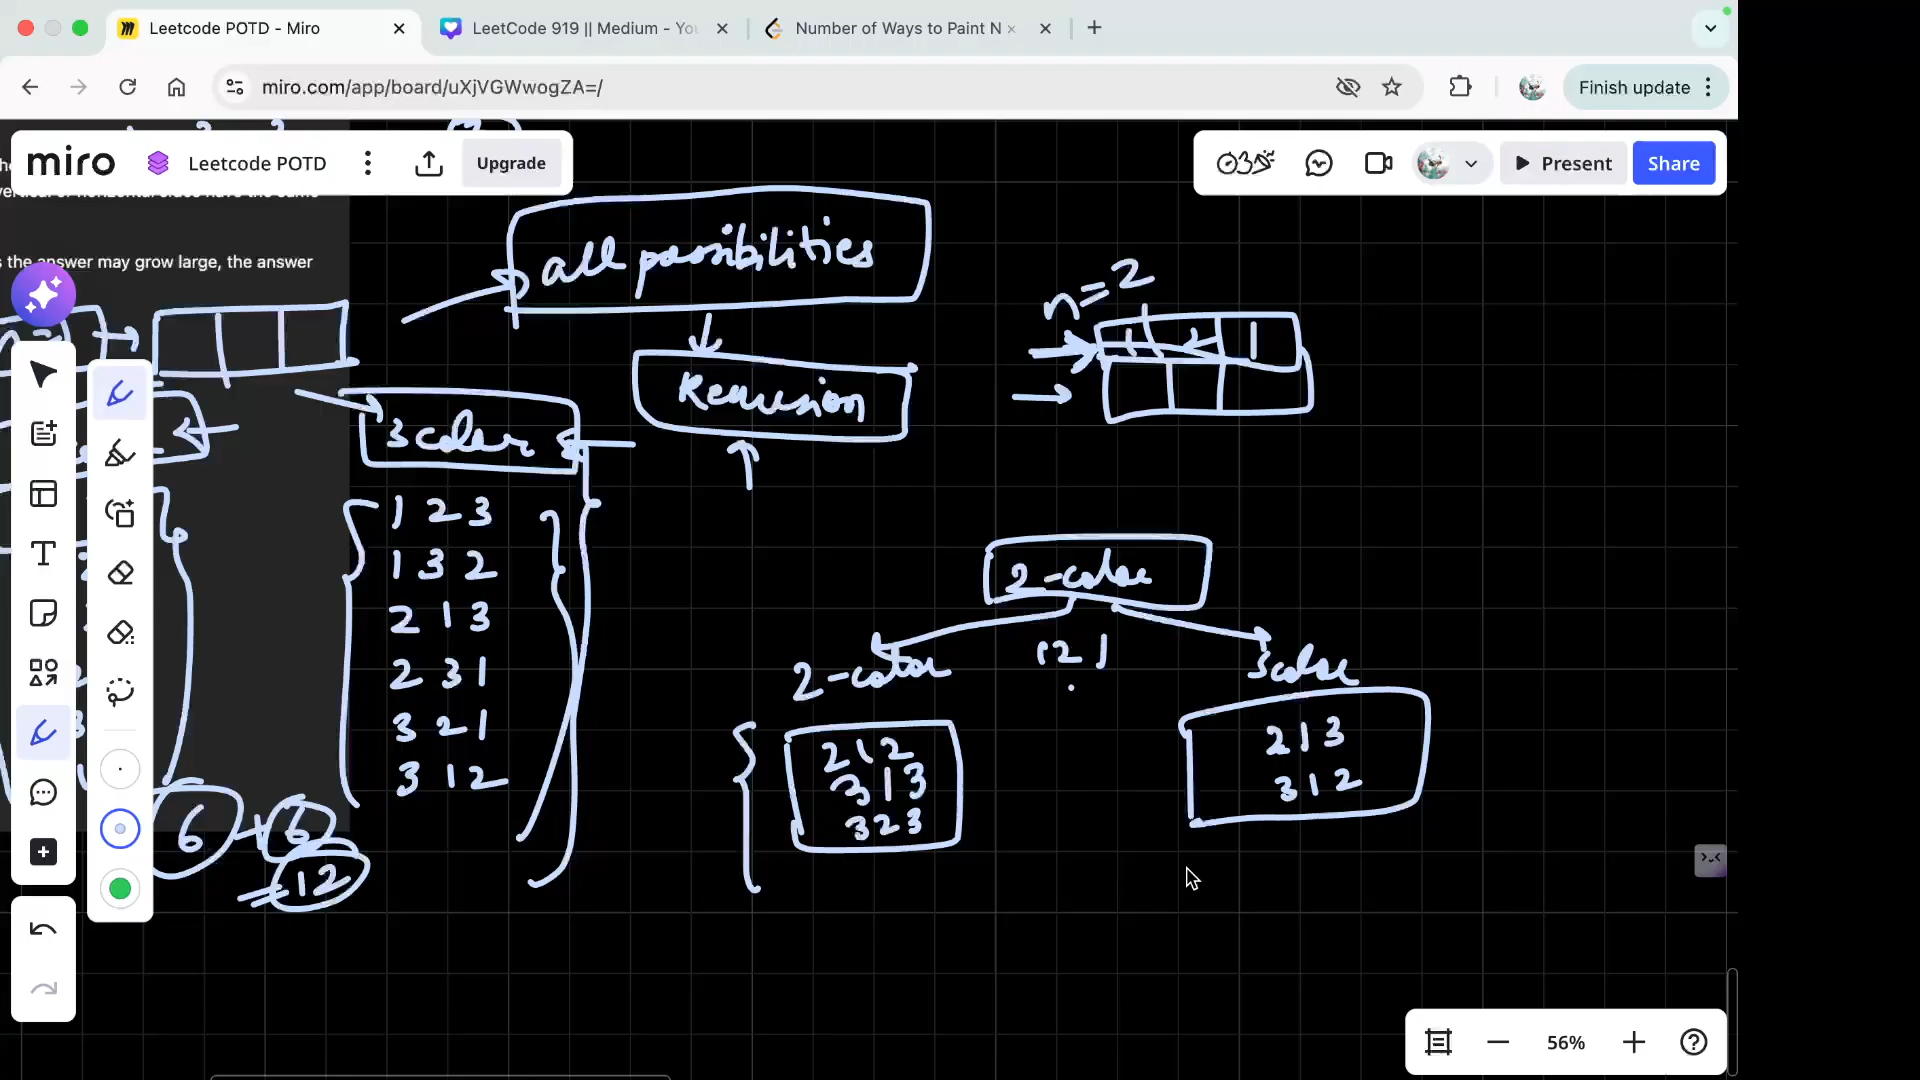 Leetcode POTD - Miro
LeetCode 919 || Medium - You
Number of Ways to Paint N ×
miro.com/app/board/uXjVGWwogZA=/
Finish update
miro
Leetcode POTD
Upgrade
Present
Share
s the answer may grow large, the answer
all possibilities
n=2
1 2 1
Recursion
3 color
1 2 3
1 3 2
2 1 3
2 3 1
3 2 1
3 1 2
6 + 6
= 12
2-color
1 2 1
2-color
3 color
2 1 2
3 1 3
3 2 3
2 1 3
3 1 2
56%